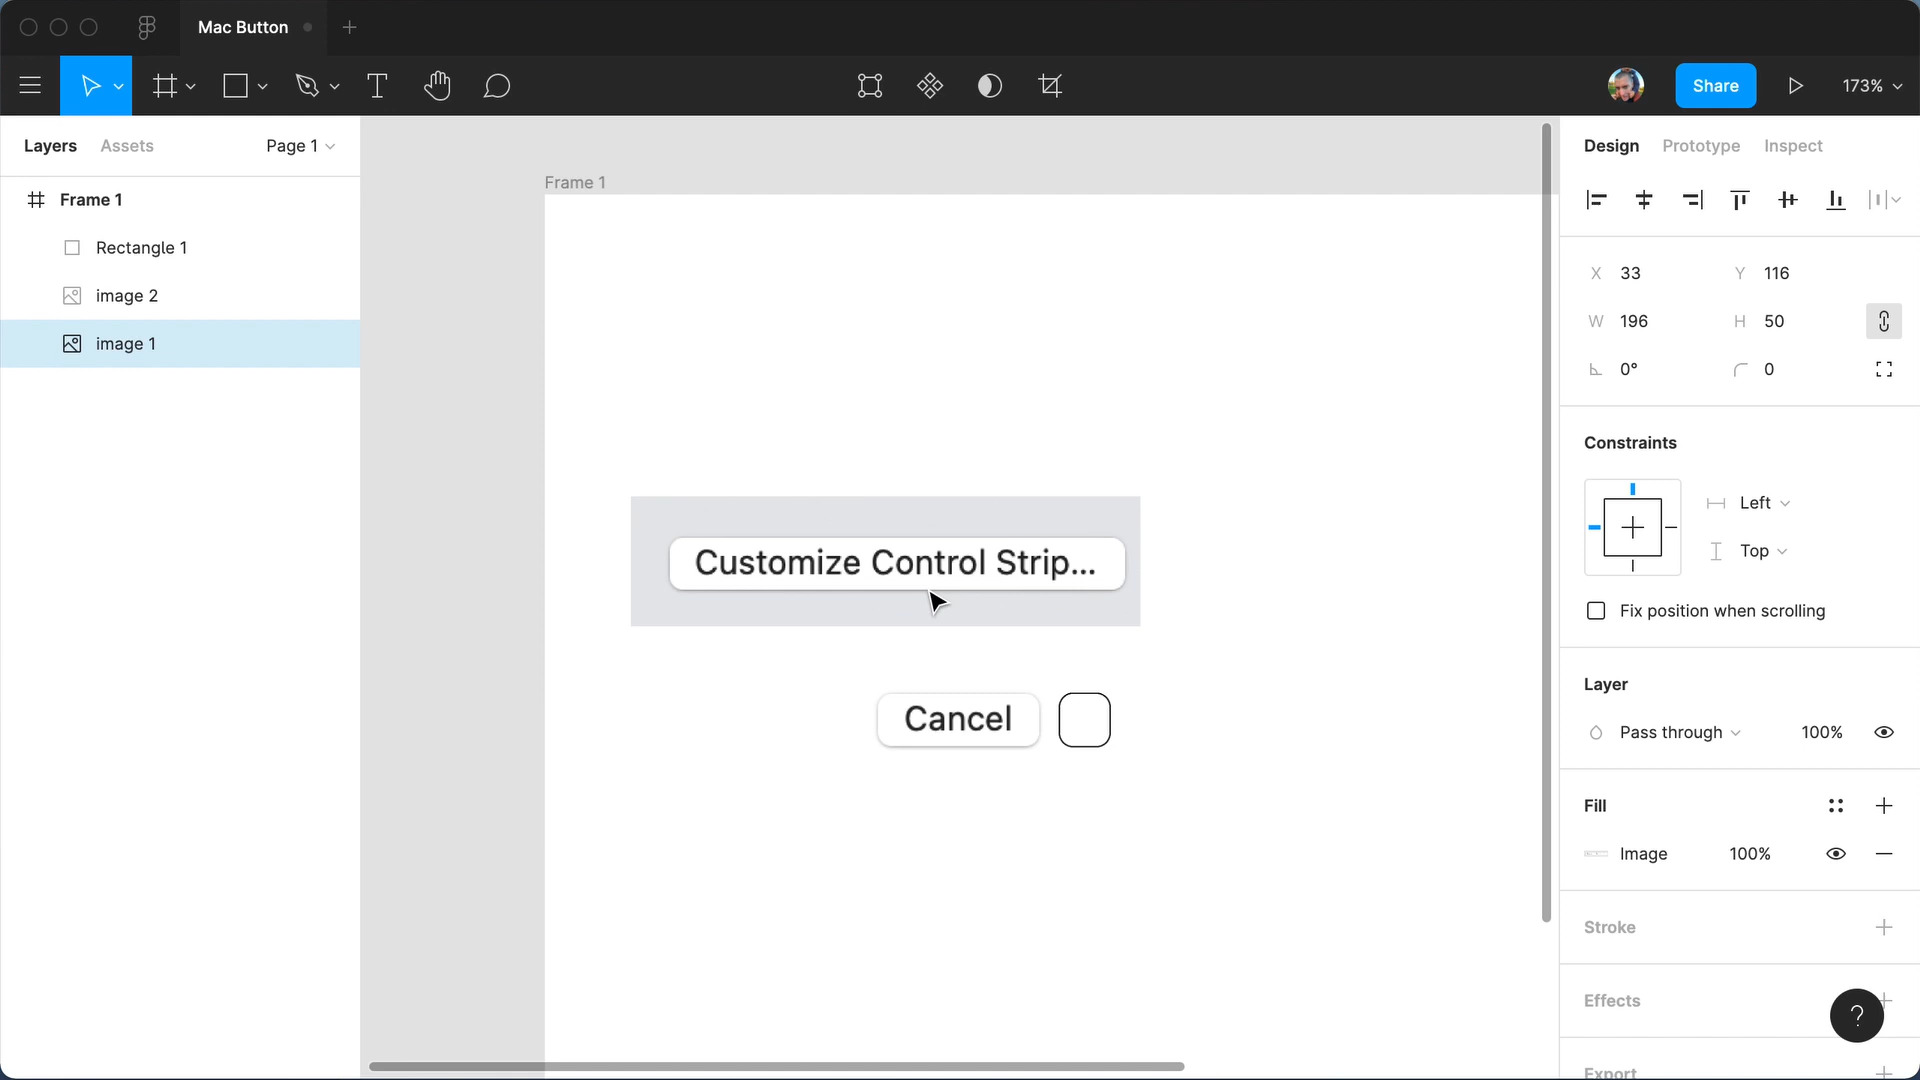 Mac Button
Share
173%
Layers
Assets
Page 1
Frame 1
Rectangle 1
image 2
image 1
Frame 1
Customize Control Strip...
Cancel
Design
Prototype
Inspect
X 33
Y 116
W 196
H 50
0°
0
Constraints
Left
Top
Fix position when scrolling
Layer
Pass through
100%
Fill
Image
100%
Stroke
Effects
?
Export